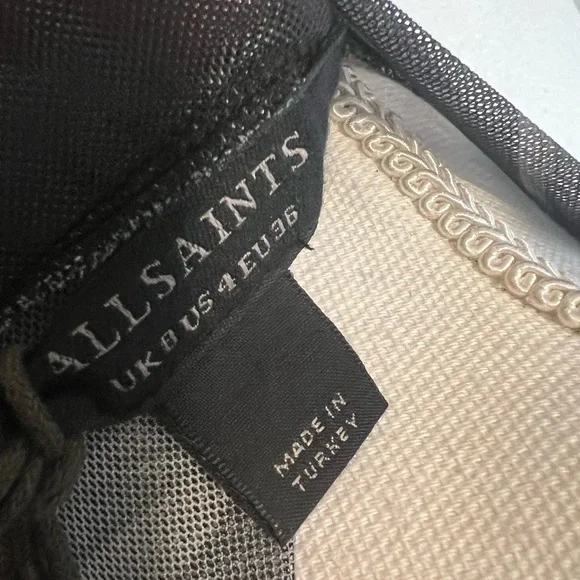 ALLSAINTS
UK 8 US 4 EU 36
MADE IN
TURKEY